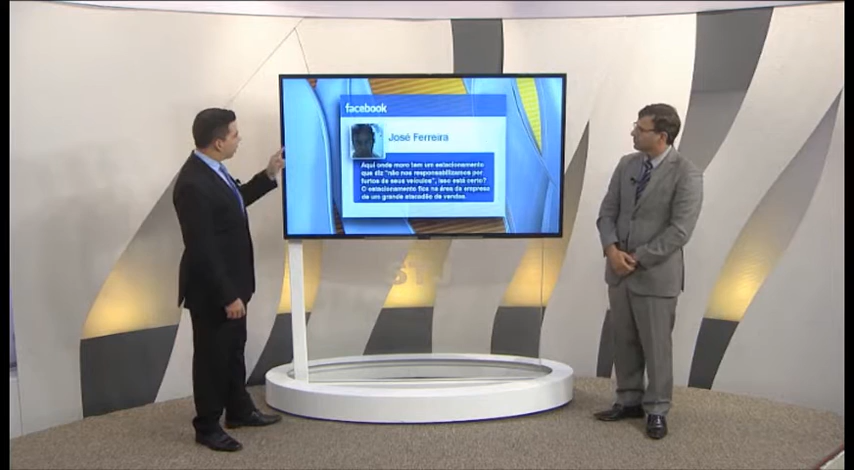 facebook
José Ferreira
Aqui onde moro tem um estacionamento
que diz "não nos responsabilizamos por
furtos de seus veículos", isso está certo?
O estacionamento fica na área da empresa
de um grande atacadão de vendas.
STJ